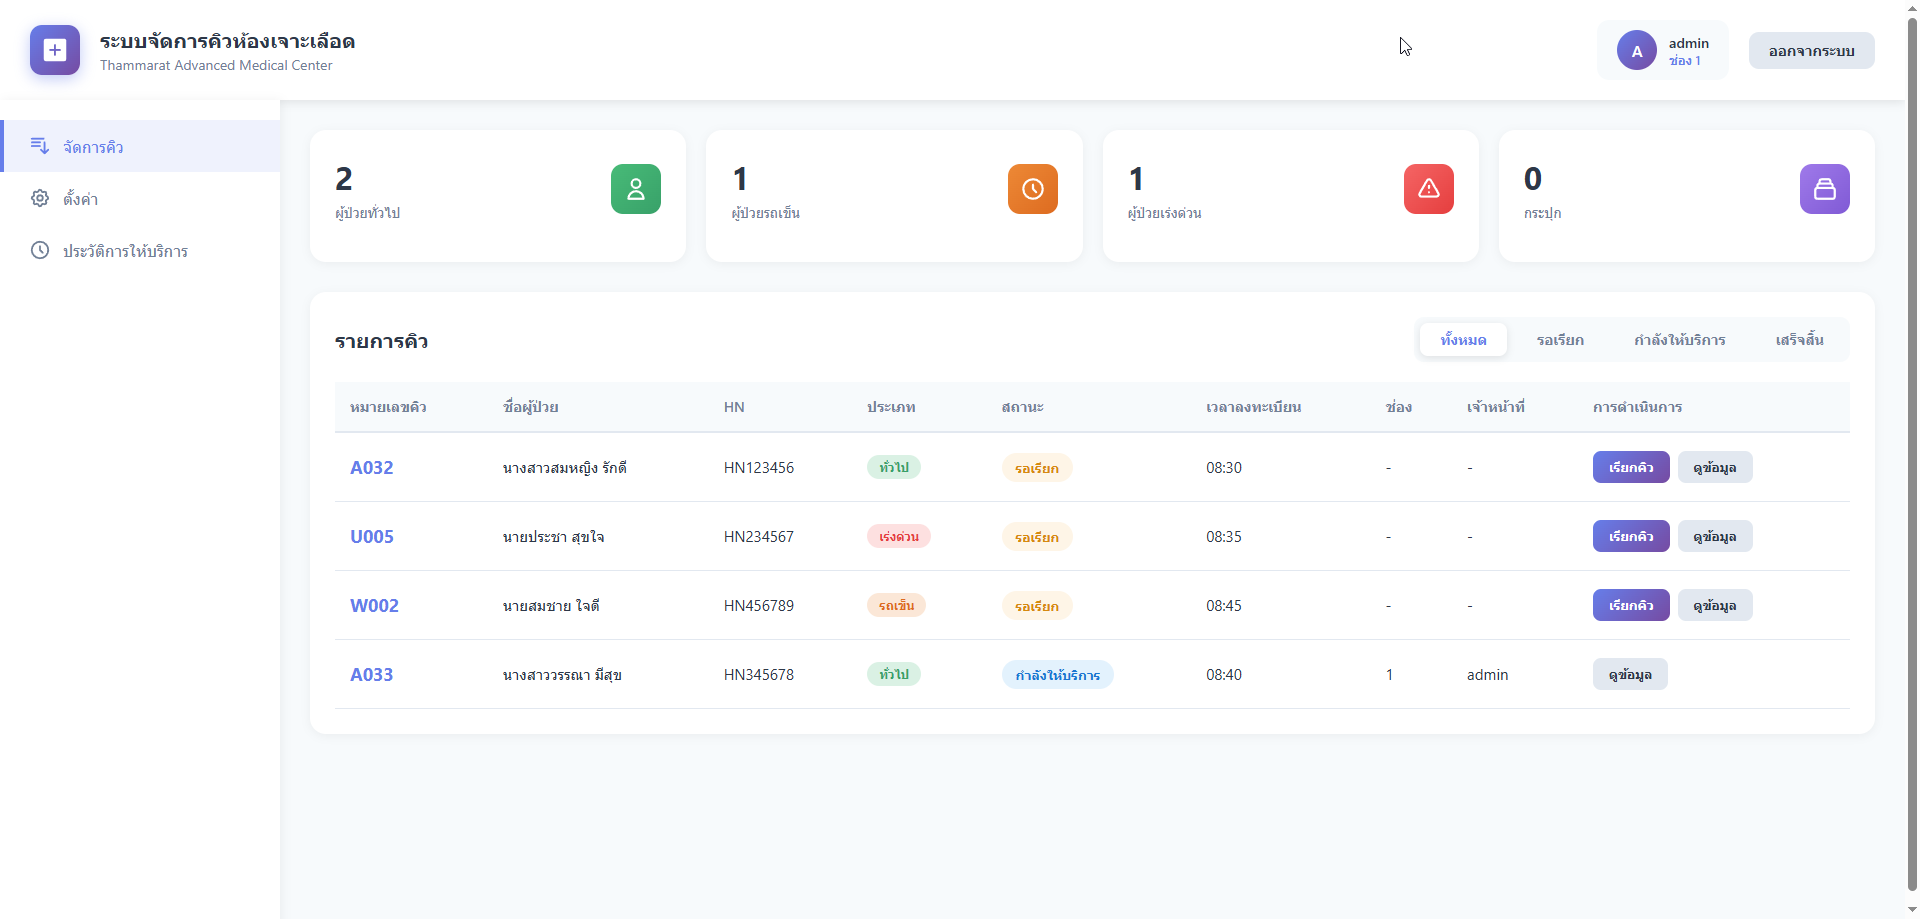 ระบบจัดการคิวห้องเจาะเลือด
Thammarat Advanced Medical Center
A
admin
ช่อง 1
ออกจากระบบ
จัดการคิว
ตั้งค่า
ประวัติการให้บริการ
2
ผู้ป่วยทั่วไป
1
ผู้ป่วยรถเข็น
1
ผู้ป่วยเร่งด่วน
0
กระปุก
รายการคิว
ทั้งหมด รอเรียก กำลังให้บริการ เสร็จสิ้น
หมายเลขคิว ชื่อผู้ป่วย HN ประเภท สถานะ เวลาลงทะเบียน ช่อง เจ้าหน้าที่ การดำเนินการ
A032 นางสาวสมหญิง รักดี HN123456 ทั่วไป รอเรียก 08:30 - - เรียกคิว ดูข้อมูล
U005 นายประชา สุขใจ HN234567 เร่งด่วน รอเรียก 08:35 - - เรียกคิว ดูข้อมูล
W002 นายสมชาย ใจดี HN456789 รถเข็น รอเรียก 08:45 - - เรียกคิว ดูข้อมูล
A033 นางสาววรรณา มีสุข HN345678 ทั่วไป กำลังให้บริการ 08:40 1 admin ดูข้อมูล